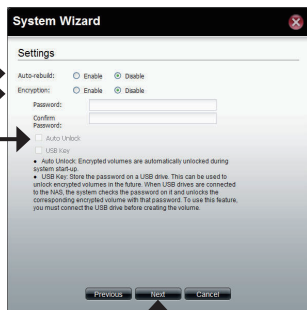 System Wizard
Settings
Auto-rebuild: Enable Disable
Encryption: Enable Disable
Password:
Confirm
Password:
Auto Unlock
USB Key
● Auto Unlock: Encrypted volumes are automatically unlocked during
system start-up.
● USB Key: Store the password on a USB drive. This can be used to
unlock encrypted volumes in the future. When USB drives are connected
to the NAS, the system checks the password on it and unlocks the
corresponding encrypted volume with that password. To use this feature,
you must connect the USB drive before creating the volume.
Previous Next Cancel